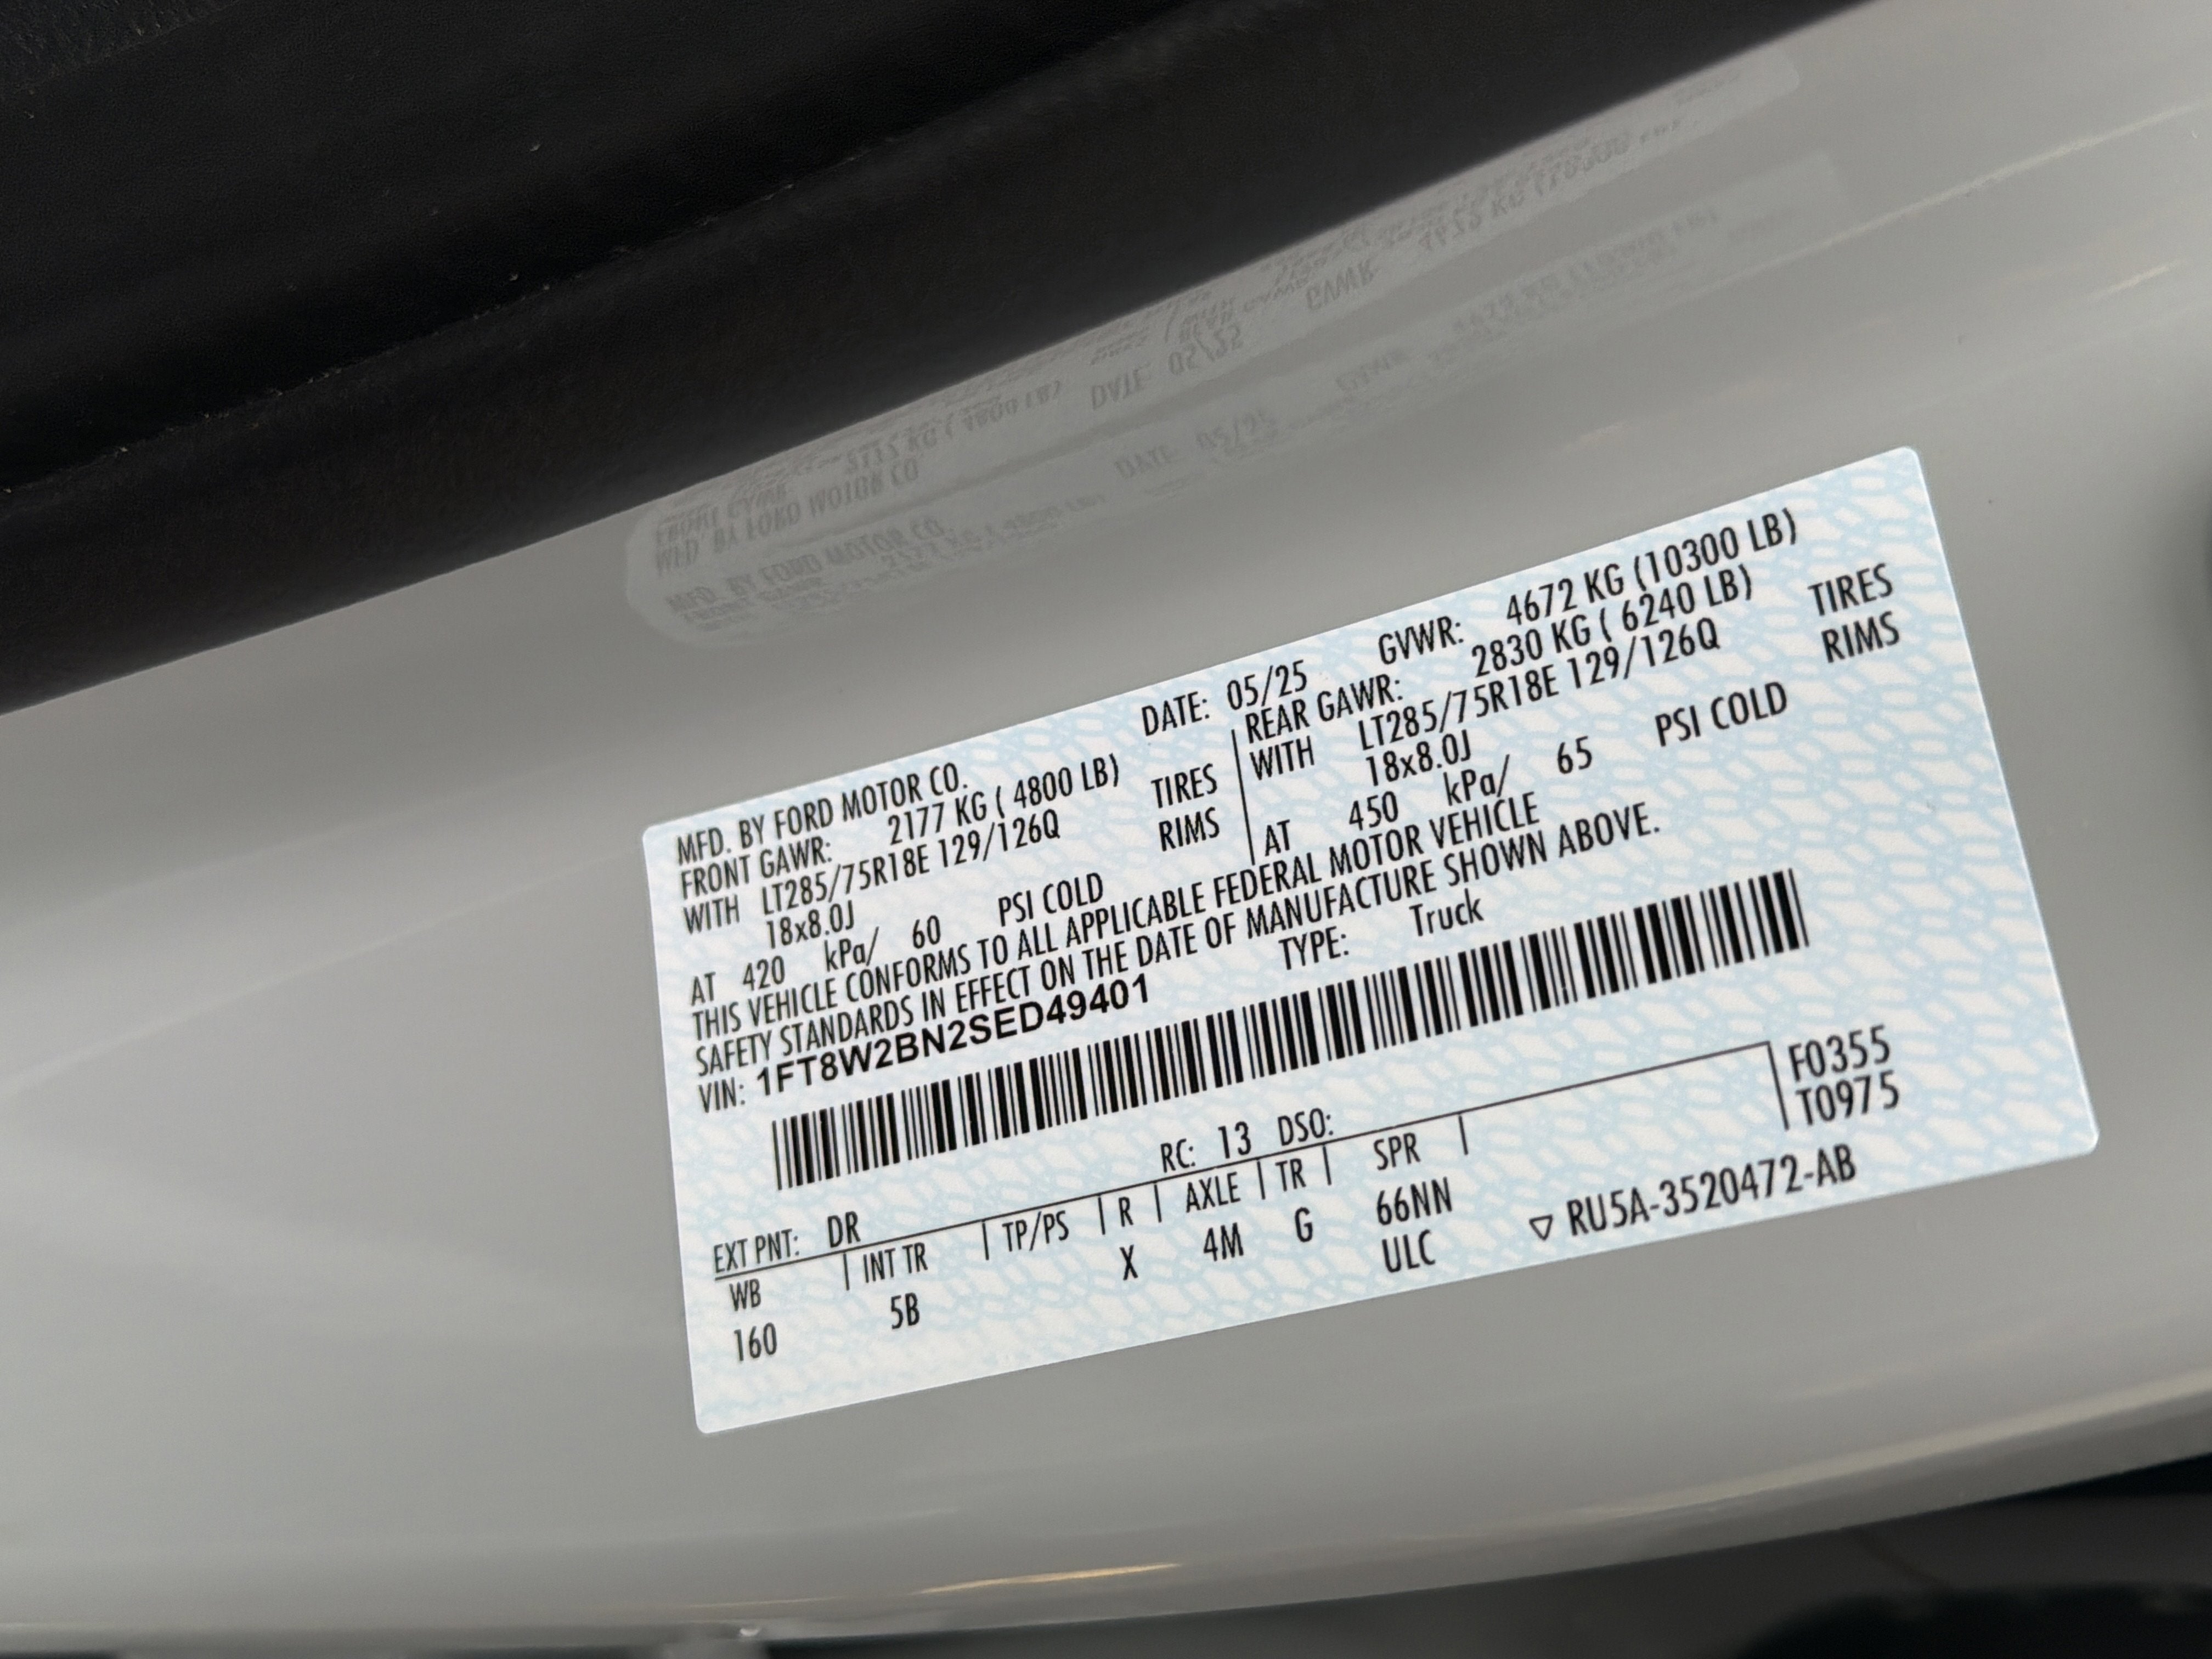 MFD. BY FORD MOTOR CO. DATE: 05/25 GVWR: 4672 KG (10300 LB)
FRONT GAWR: 2177 KG ( 4800 LB) REAR GAWR: 2830 KG ( 6240 LB)
WITH LT285/75R18E 129/126Q TIRES WITH LT285/75R18E 129/126Q TIRES
18x8.0J RIMS 18x8.0J RIMS
AT 420 kPa/ 60 PSI COLD AT 450 kPa/ 65 PSI COLD
THIS VEHICLE CONFORMS TO ALL APPLICABLE FEDERAL MOTOR VEHICLE
SAFETY STANDARDS IN EFFECT ON THE DATE OF MANUFACTURE SHOWN ABOVE.
VIN: 1FT8W2BN2SED49401 TYPE: Truck
F0355
T0975
EXT PNT: DR RC: 13 DSO:
WB | INT TR | TP/PS | R | AXLE | TR | SPR |
160 5B X 4M G 66NN
ULC
▽ RU5A-3520472-AB